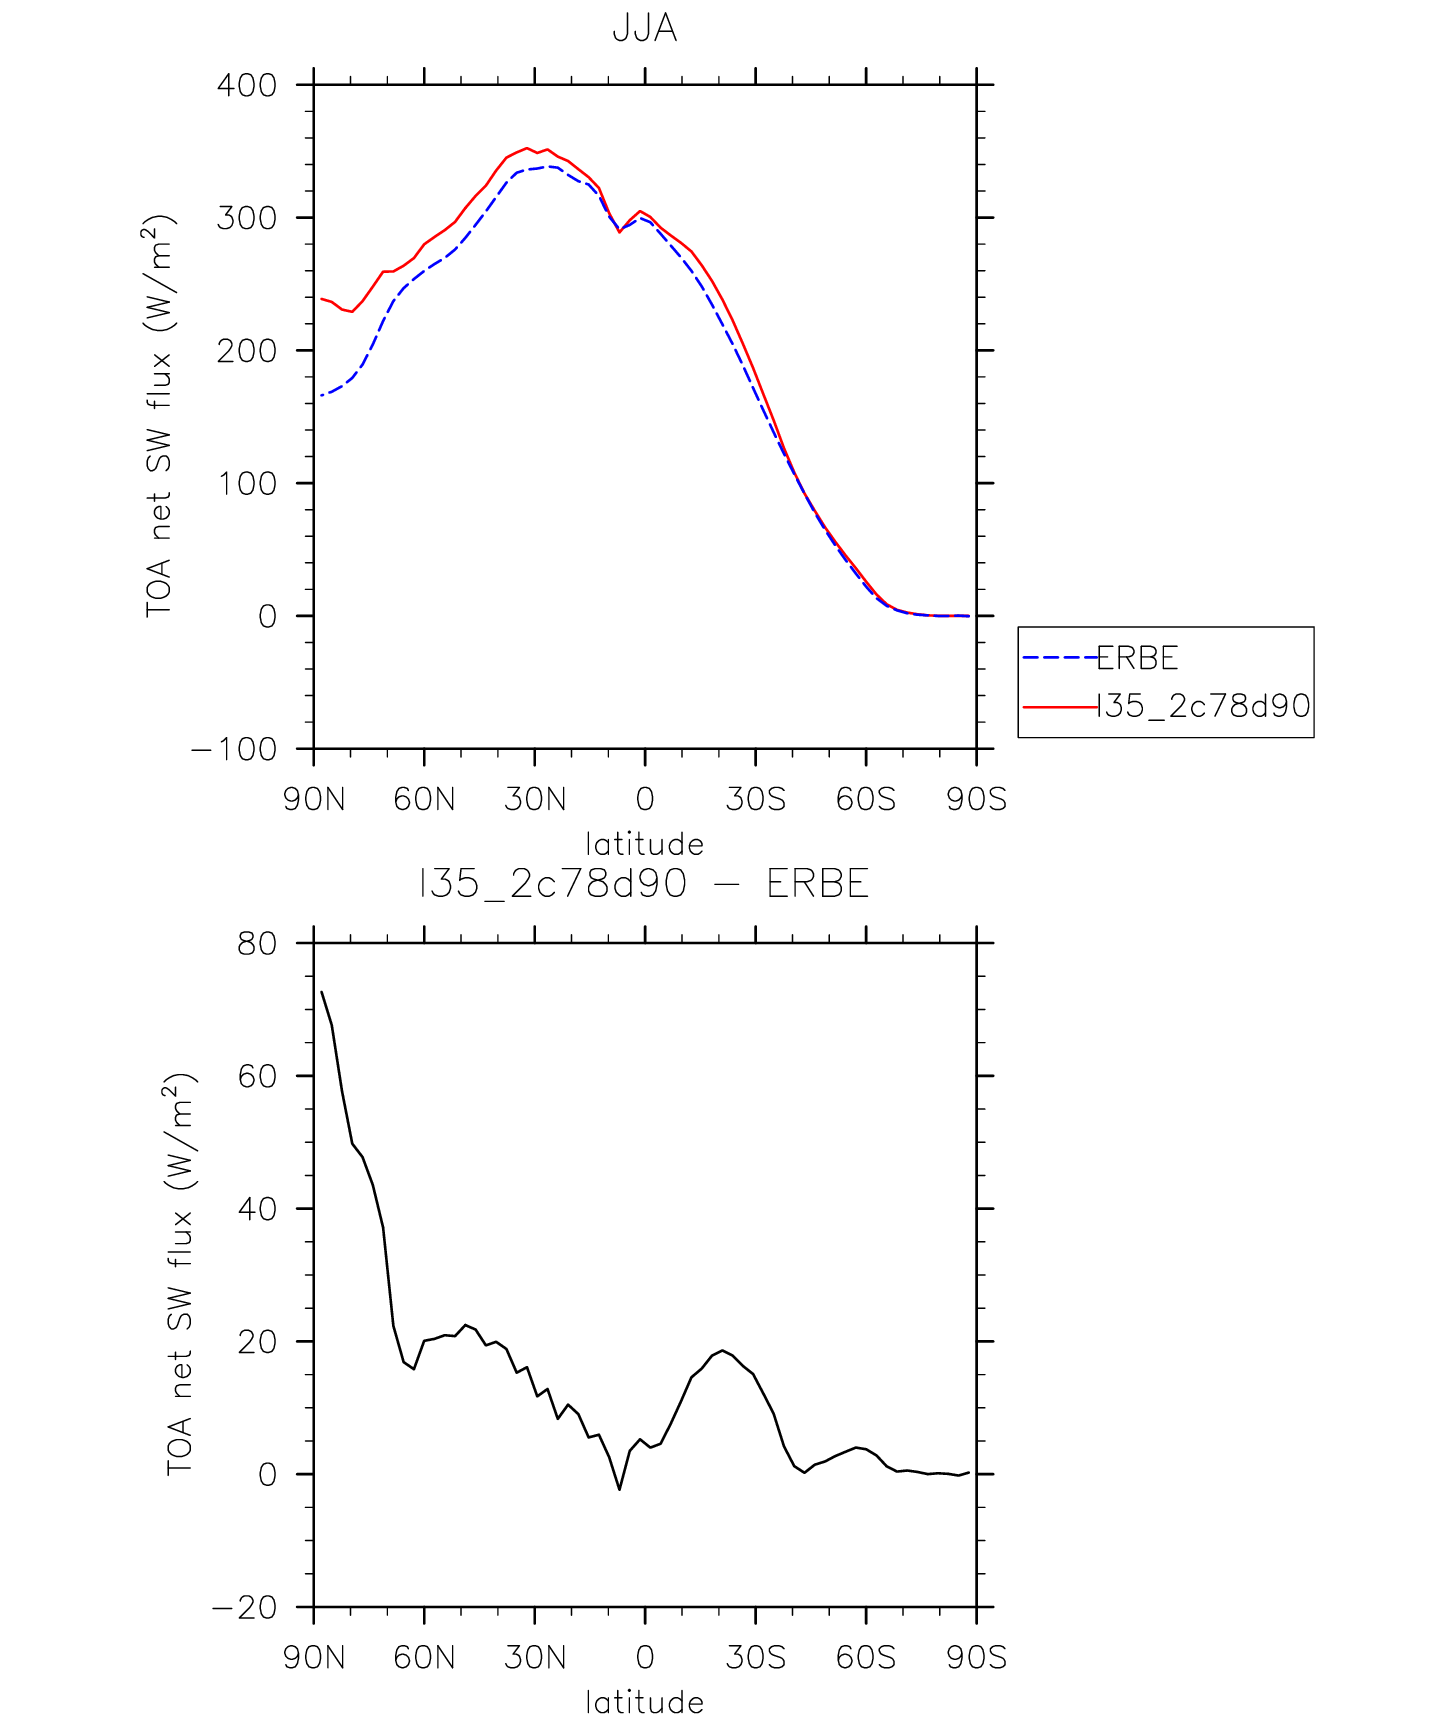 JJA
400
300
200
100
0
−100
TOA net SW flux (W/m²)
90N 60N 30N 0 30S 60S 90S
latitude
ERBE
I35_2c78d90
I35_2c78d90 − ERBE
80
60
40
20
0
−20
TOA net SW flux (W/m²)
90N 60N 30N 0 30S 60S 90S
latitude